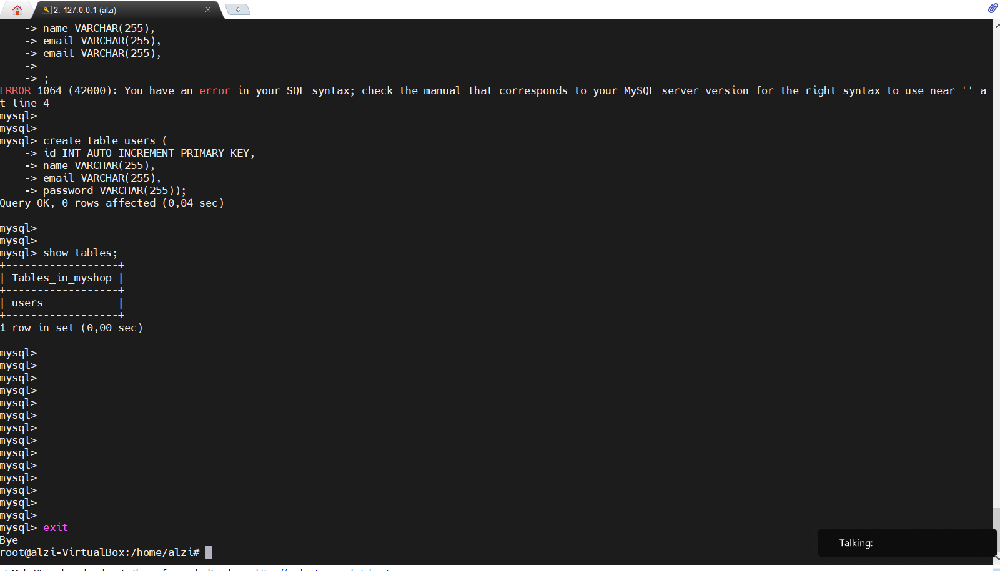 2. 127.0.0.1 (alzi)
-> name VARCHAR(255),
-> email VARCHAR(255),
-> email VARCHAR(255),
->
-> ;
ERROR 1064 (42000): You have an error in your SQL syntax; check the manual that corresponds to your MySQL server version for the right syntax to use near '' a
t line 4
mysql>
mysql>
mysql> create table users (
-> id INT AUTO_INCREMENT PRIMARY KEY,
-> name VARCHAR(255),
-> email VARCHAR(255),
-> password VARCHAR(255));
Query OK, 0 rows affected (0,04 sec)
mysql>
mysql>
mysql> show tables;
+------------------+
| Tables_in_myshop |
+------------------+
| users            |
+------------------+
1 row in set (0,00 sec)
mysql>
mysql>
mysql>
mysql>
mysql>
mysql>
mysql>
mysql>
mysql>
mysql>
mysql>
mysql>
mysql>
mysql>
mysql> exit
Bye
root@alzi-VirtualBox:/home/alzi#
Talking: